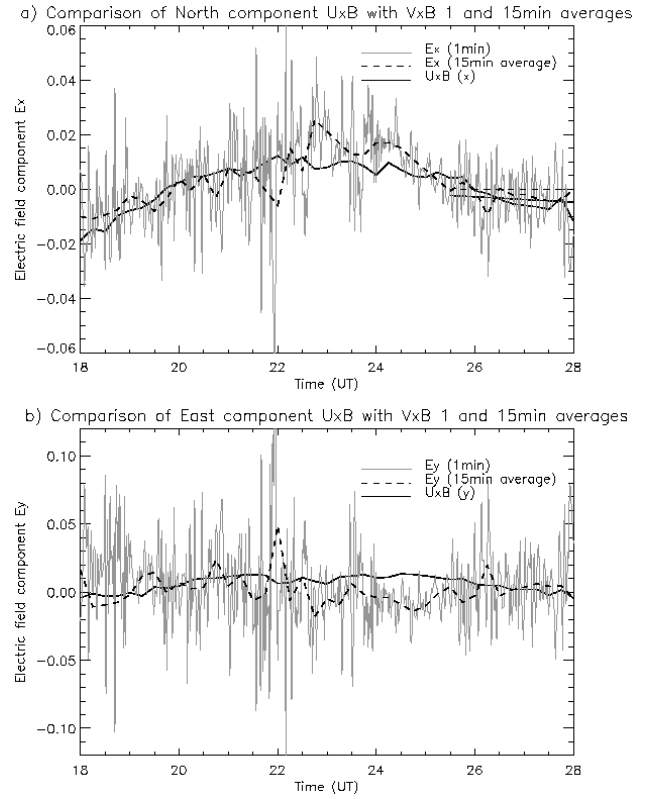 a) Comparison of North component UxB with VxB 1 and 15min averages
0.06
0.04
0.02
0.00
−0.02
−0.04
−0.06
Electric field component Ex
Ex (1min)
Ex (15min average)
UxB (x)
18 20 22 24 26 28
Time (UT)
b) Comparison of East component UxB with VxB 1 and 15min averages
0.10
0.05
0.00
−0.05
−0.10
Electric field component Ey
Ey (1min)
Ey (15min average)
UxB (y)
18 20 22 24 26 28
Time (UT)